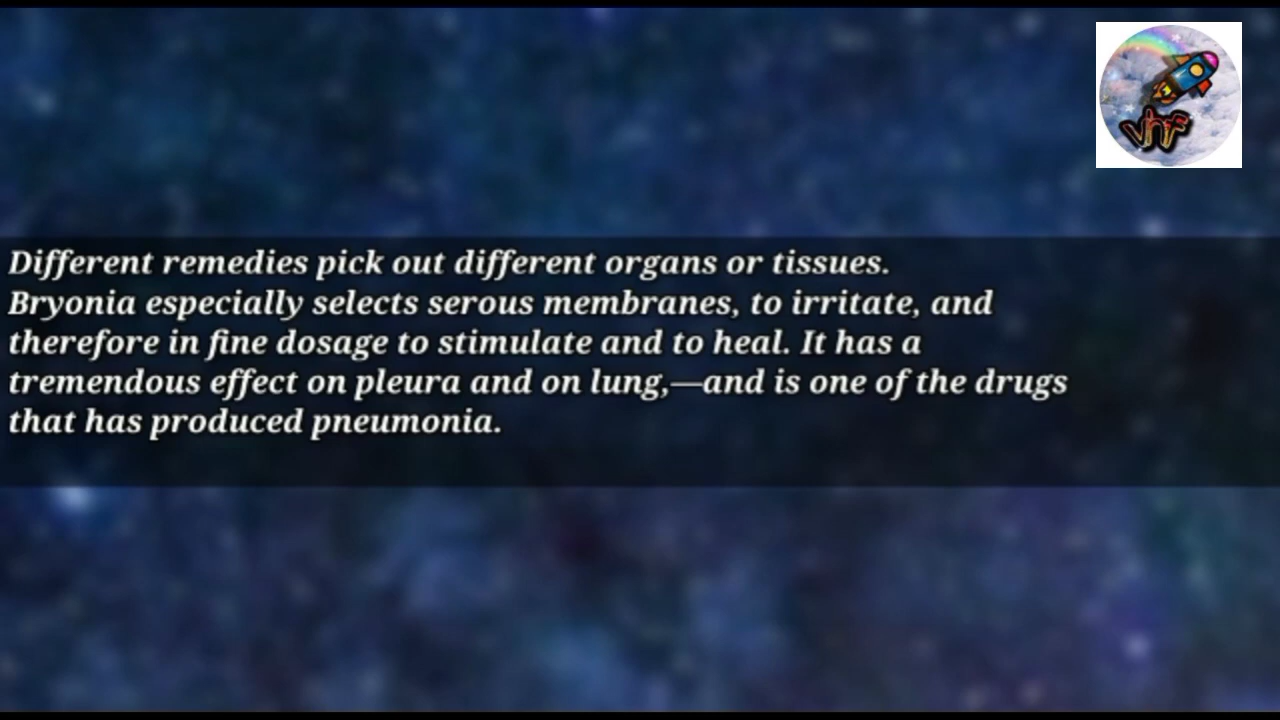 vhf
Different remedies pick out different organs or tissues.
Bryonia especially selects serous membranes, to irritate, and
therefore in fine dosage to stimulate and to heal. It has a
tremendous effect on pleura and on lung,—and is one of the drugs
that has produced pneumonia.